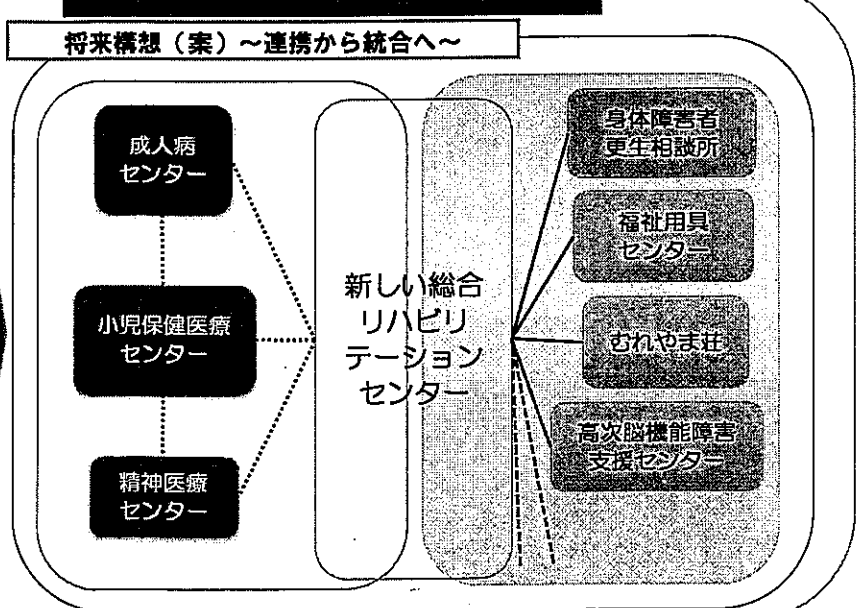 将来構想（案）～連携から統合へ～
成人病
センター
小児保健医療
センター
精神医療
センター
新しい総合
リハビリ
テーション
センター
身体障害者
更生相談所
福祉用具
センター
むれやま荘
高次脳機能障害
支援センター